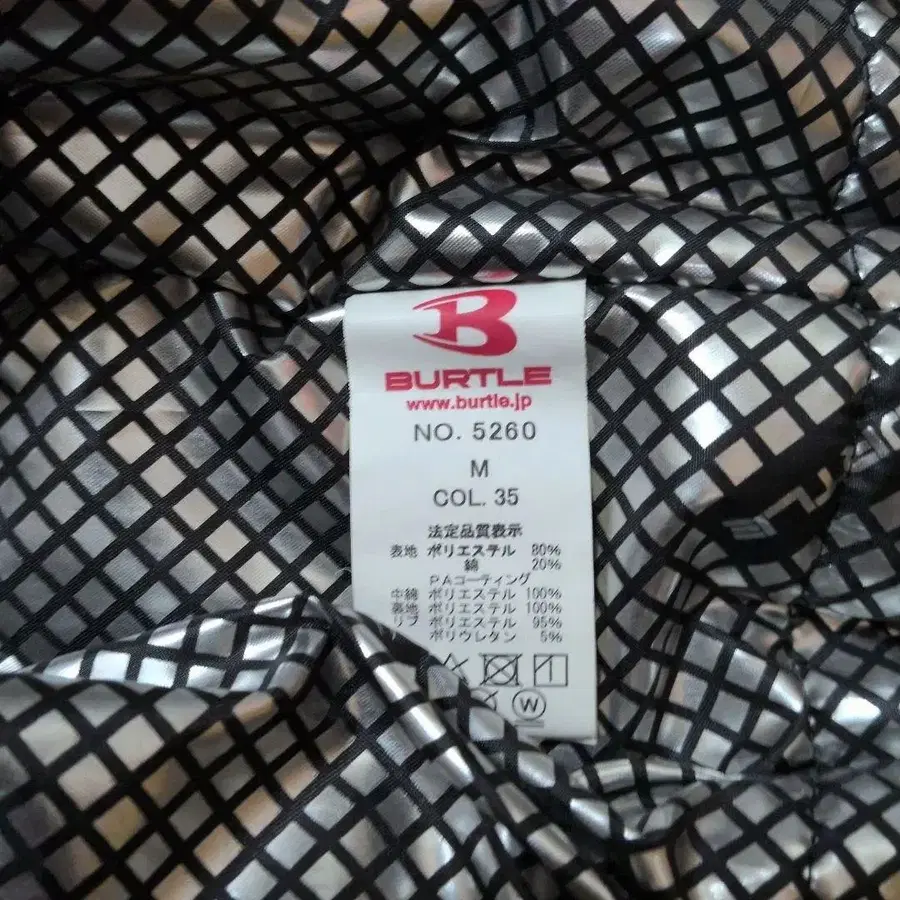 B
BURTLE
www.burtle.jp
NO. 5260
M
COL. 35
法定品質表示
表地 ポリエステル 80%
綿 20%
PAコーティング
中綿 ポリエステル 100%
裏地 ポリエステル 100%
リブ ポリエステル 95%
ポリウレタン 5%
W